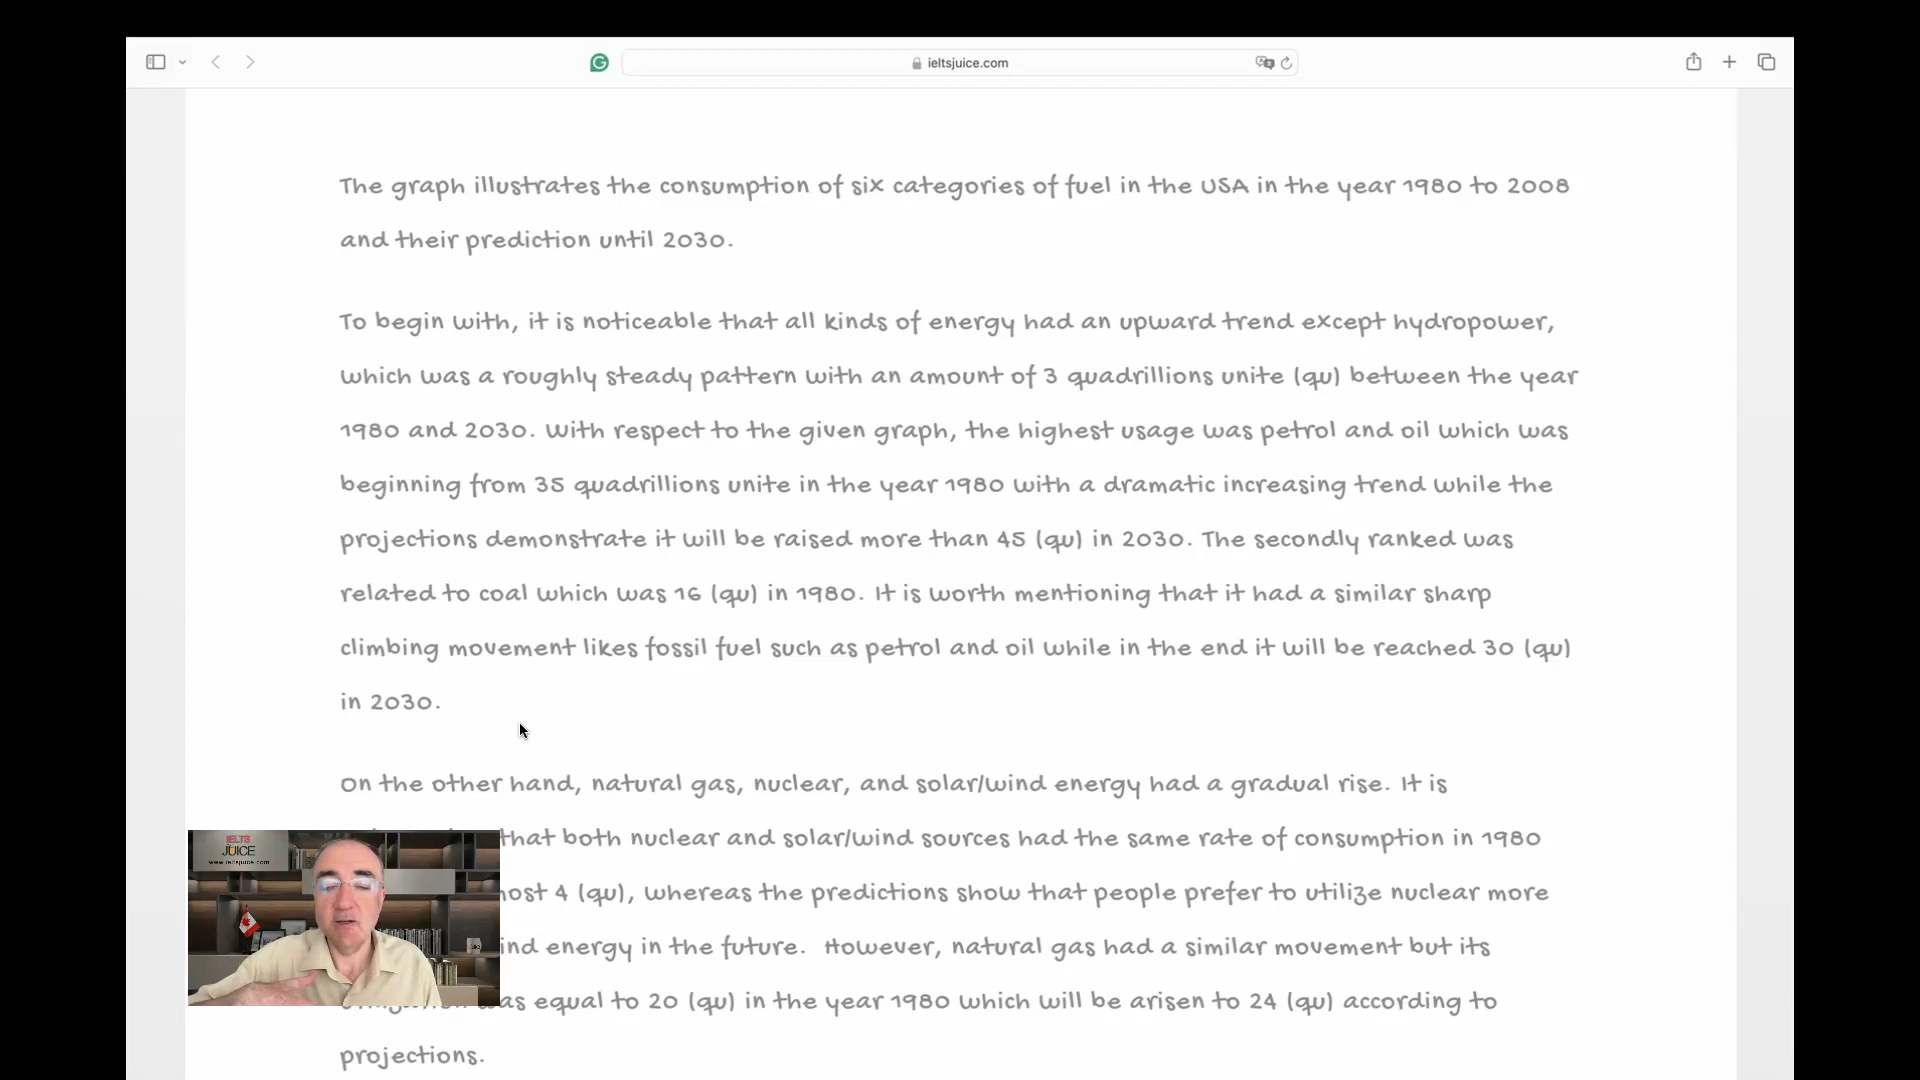 ieltsjuice.com
The graph illustrates the consumption of six categories of fuel in the USA in the year 1980 to 2008
and their prediction until 2030.
To begin with, it is noticeable that all kinds of energy had an upward trend except hydropower,
which was a roughly steady pattern with an amount of 3 quadrillions unite (qu) between the year
1980 and 2030. With respect to the given graph, the highest usage was petrol and oil which was
beginning from 35 quadrillions unite in the year 1980 with a dramatic increasing trend while the
projections demonstrate it will be raised more than 45 (qu) in 2030. The secondly ranked was
related to coal which was 16 (qu) in 1980. It is worth mentioning that it had a similar sharp
climbing movement likes fossil fuel such as petrol and oil while in the end it will be reached 30 (qu)
in 2030.
On the other hand, natural gas, nuclear, and solar/wind energy had a gradual rise. It is
that both nuclear and solar/wind sources had the same rate of consumption in 1980
4 (qu), whereas the predictions show that people prefer to utilize nuclear more
energy in the future. However, natural gas had a similar movement but its
equal to 20 (qu) in the year 1980 which will be arisen to 24 (qu) according to
projections.
IELTS
JUICE
www.ieltsjuice.com